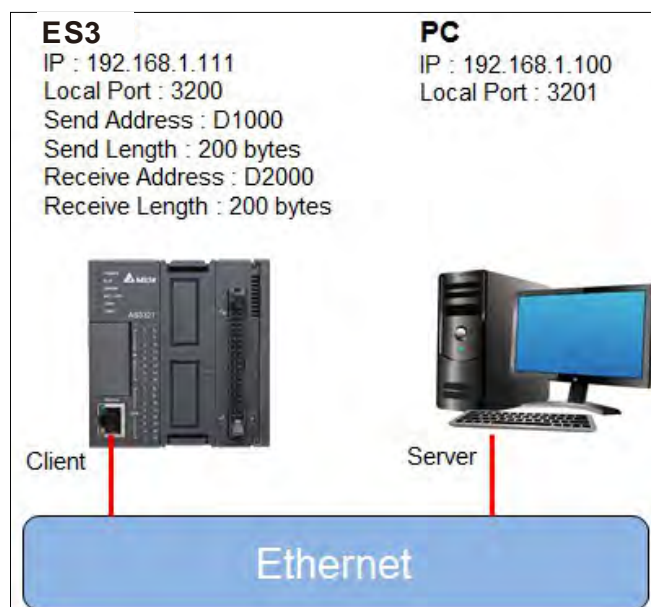 ES3
IP : 192.168.1.111
Local Port : 3200
Send Address : D1000
Send Length : 200 bytes
Receive Address : D2000
Receive Length : 200 bytes
PC
IP : 192.168.1.100
Local Port : 3201
Client
Server
Ethernet